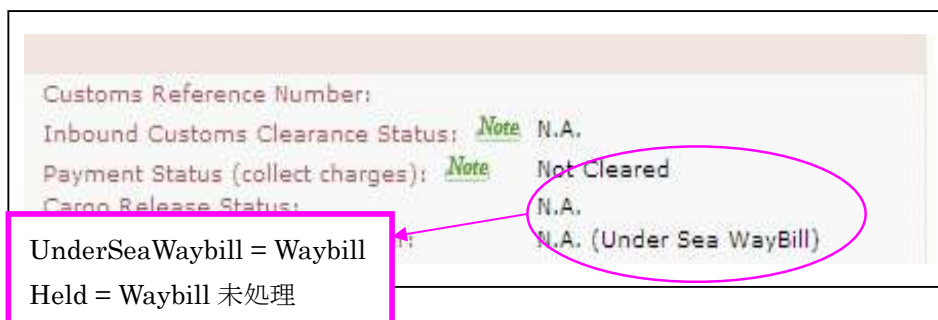 Customs Reference Number:
Inbound Customs Clearance Status: Note N.A.
Payment Status (collect charges): Note Not Cleared
Cargo Release Status: N.A.
N.A. (Under Sea WayBill)
UnderSeaWaybill = Waybill
Held = Waybill 未処理